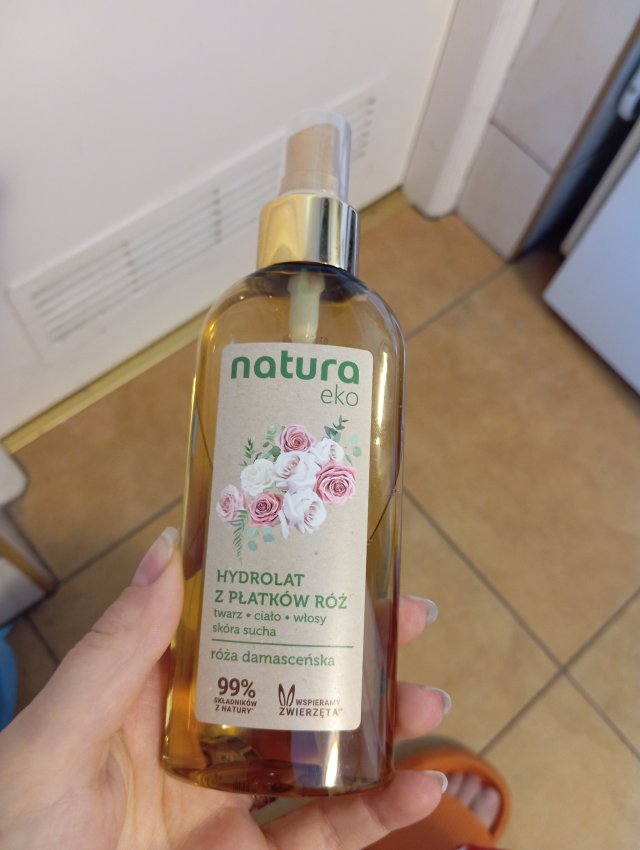 natura
eko
HYDROLAT
Z PŁATKÓW RÓŻ
twarz • ciało • włosy
skóra sucha
róża damasceńska
99%
SKŁADNIKÓW
Z NATURY*
WSPIERAMY
ZWIERZĘTA**